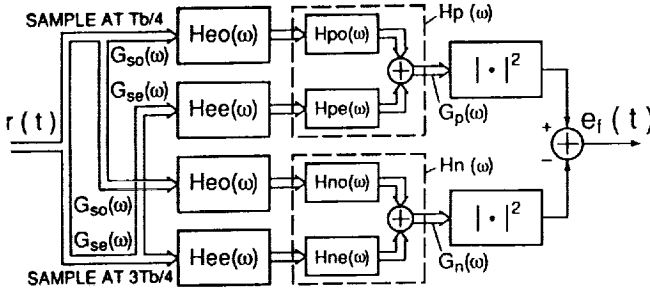 SAMPLE AT Tb/4
Heo(ω)
Hpo(ω)
Hp(ω)
Gso(ω)
Gse(ω)
|•|²
Hee(ω)
Hpe(ω)
Gp(ω)
r(t)
+
ef(t)
−
Heo(ω)
Hno(ω)
Hn(ω)
Gso(ω)
Gse(ω)
|•|²
Hee(ω)
Hne(ω)
Gn(ω)
SAMPLE AT 3Tb/4